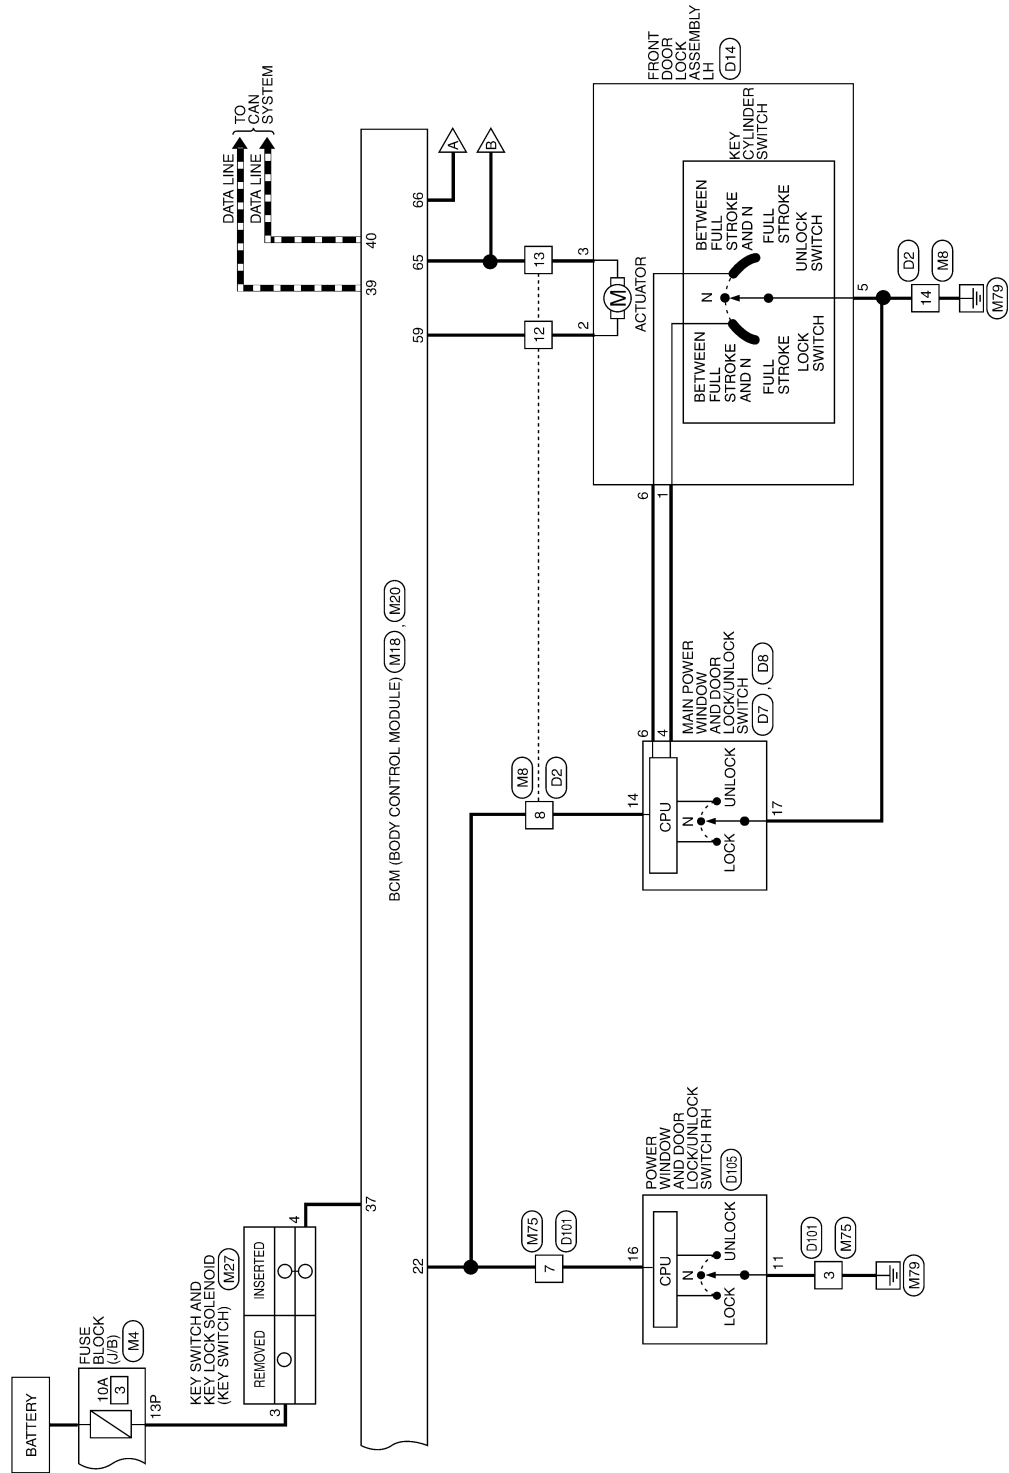 BATTERY
FUSE
BLOCK
(J/B)
M4
10A
3
13P
KEY SWITCH AND
KEY LOCK SOLENOID
(KEY SWITCH)
M27
REMOVED
INSERTED
3
4
DATA LINE
DATA LINE
TO
CAN
SYSTEM
37
39
40
BCM (BODY CONTROL MODULE)
M18
,
M20
22
59
65
66
A
B
M75
D101
7
M8
D2
8
12
13
16
POWER
WINDOW
AND DOOR
LOCK/UNLOCK
SWITCH RH
D105
CPU
N
LOCK
UNLOCK
11
D101
M75
3
M79
14
6
4
MAIN POWER
WINDOW
AND DOOR
LOCK/UNLOCK
SWITCH
D7
,
D8
CPU
N
LOCK
UNLOCK
17
6
1
2
3
M
ACTUATOR
FRONT
DOOR
LOCK
ASSEMBLY
LH
D14
KEY
CYLINDER
SWITCH
BETWEEN
FULL
STROKE
AND N
FULL
STROKE
LOCK
SWITCH
N
BETWEEN
FULL
STROKE
AND N
FULL
STROKE
UNLOCK
SWITCH
5
D2
M8
14
M79